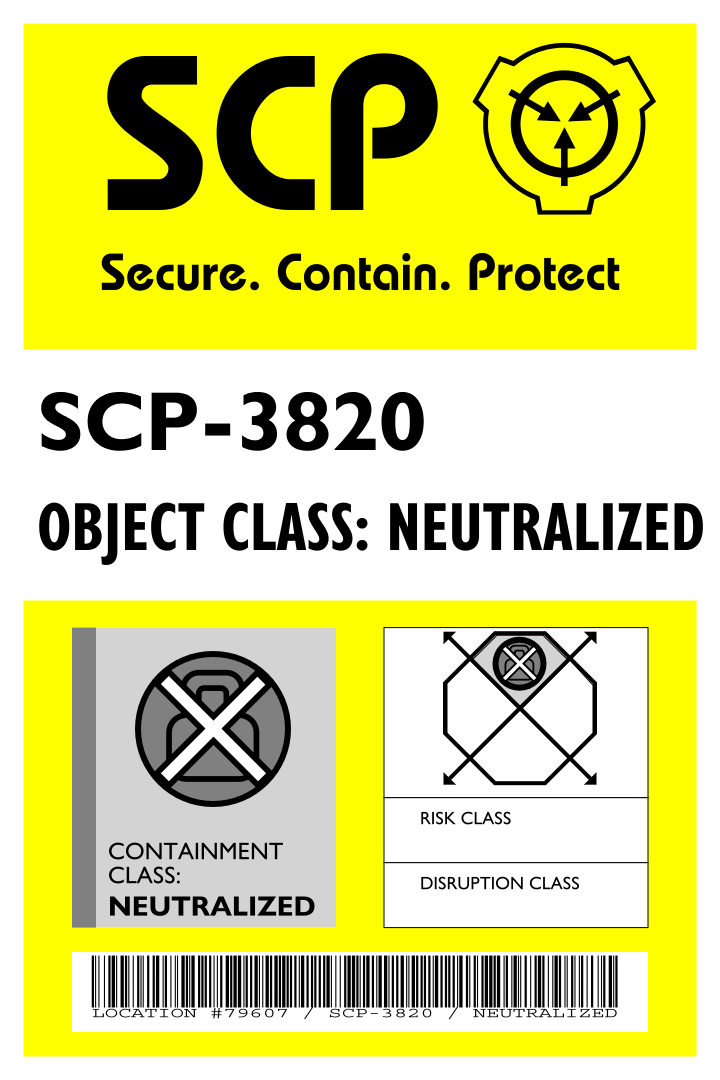 SCP
Secure. Contain. Protect
SCP-3820
OBJECT CLASS: NEUTRALIZED
CONTAINMENT
CLASS:
NEUTRALIZED
RISK CLASS
DISRUPTION CLASS
LOCATION #79607 / SCP-3820 / NEUTRALIZED